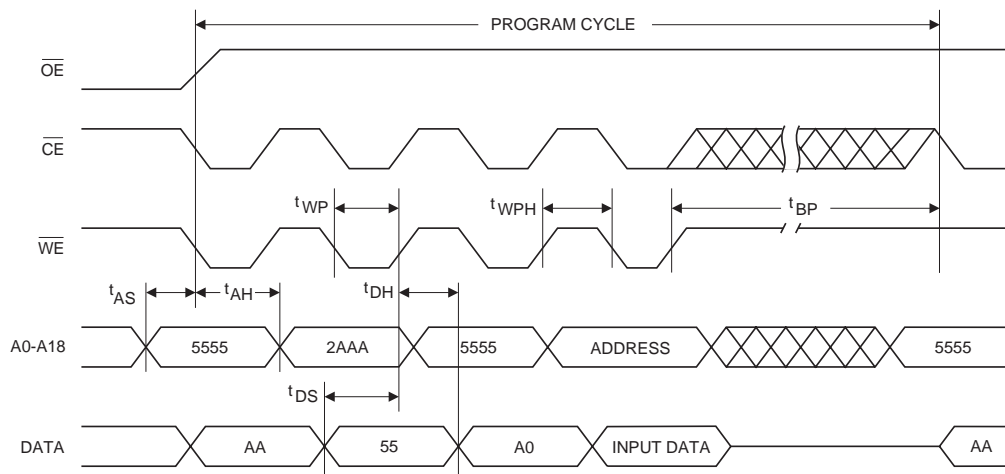 PROGRAM CYCLE
OE
CE
tWP
tWPH
tBP
WE
tAS
tAH
tDH
A0-A18
5555
2AAA
5555
ADDRESS
5555
tDS
DATA
AA
55
A0
INPUT DATA
AA